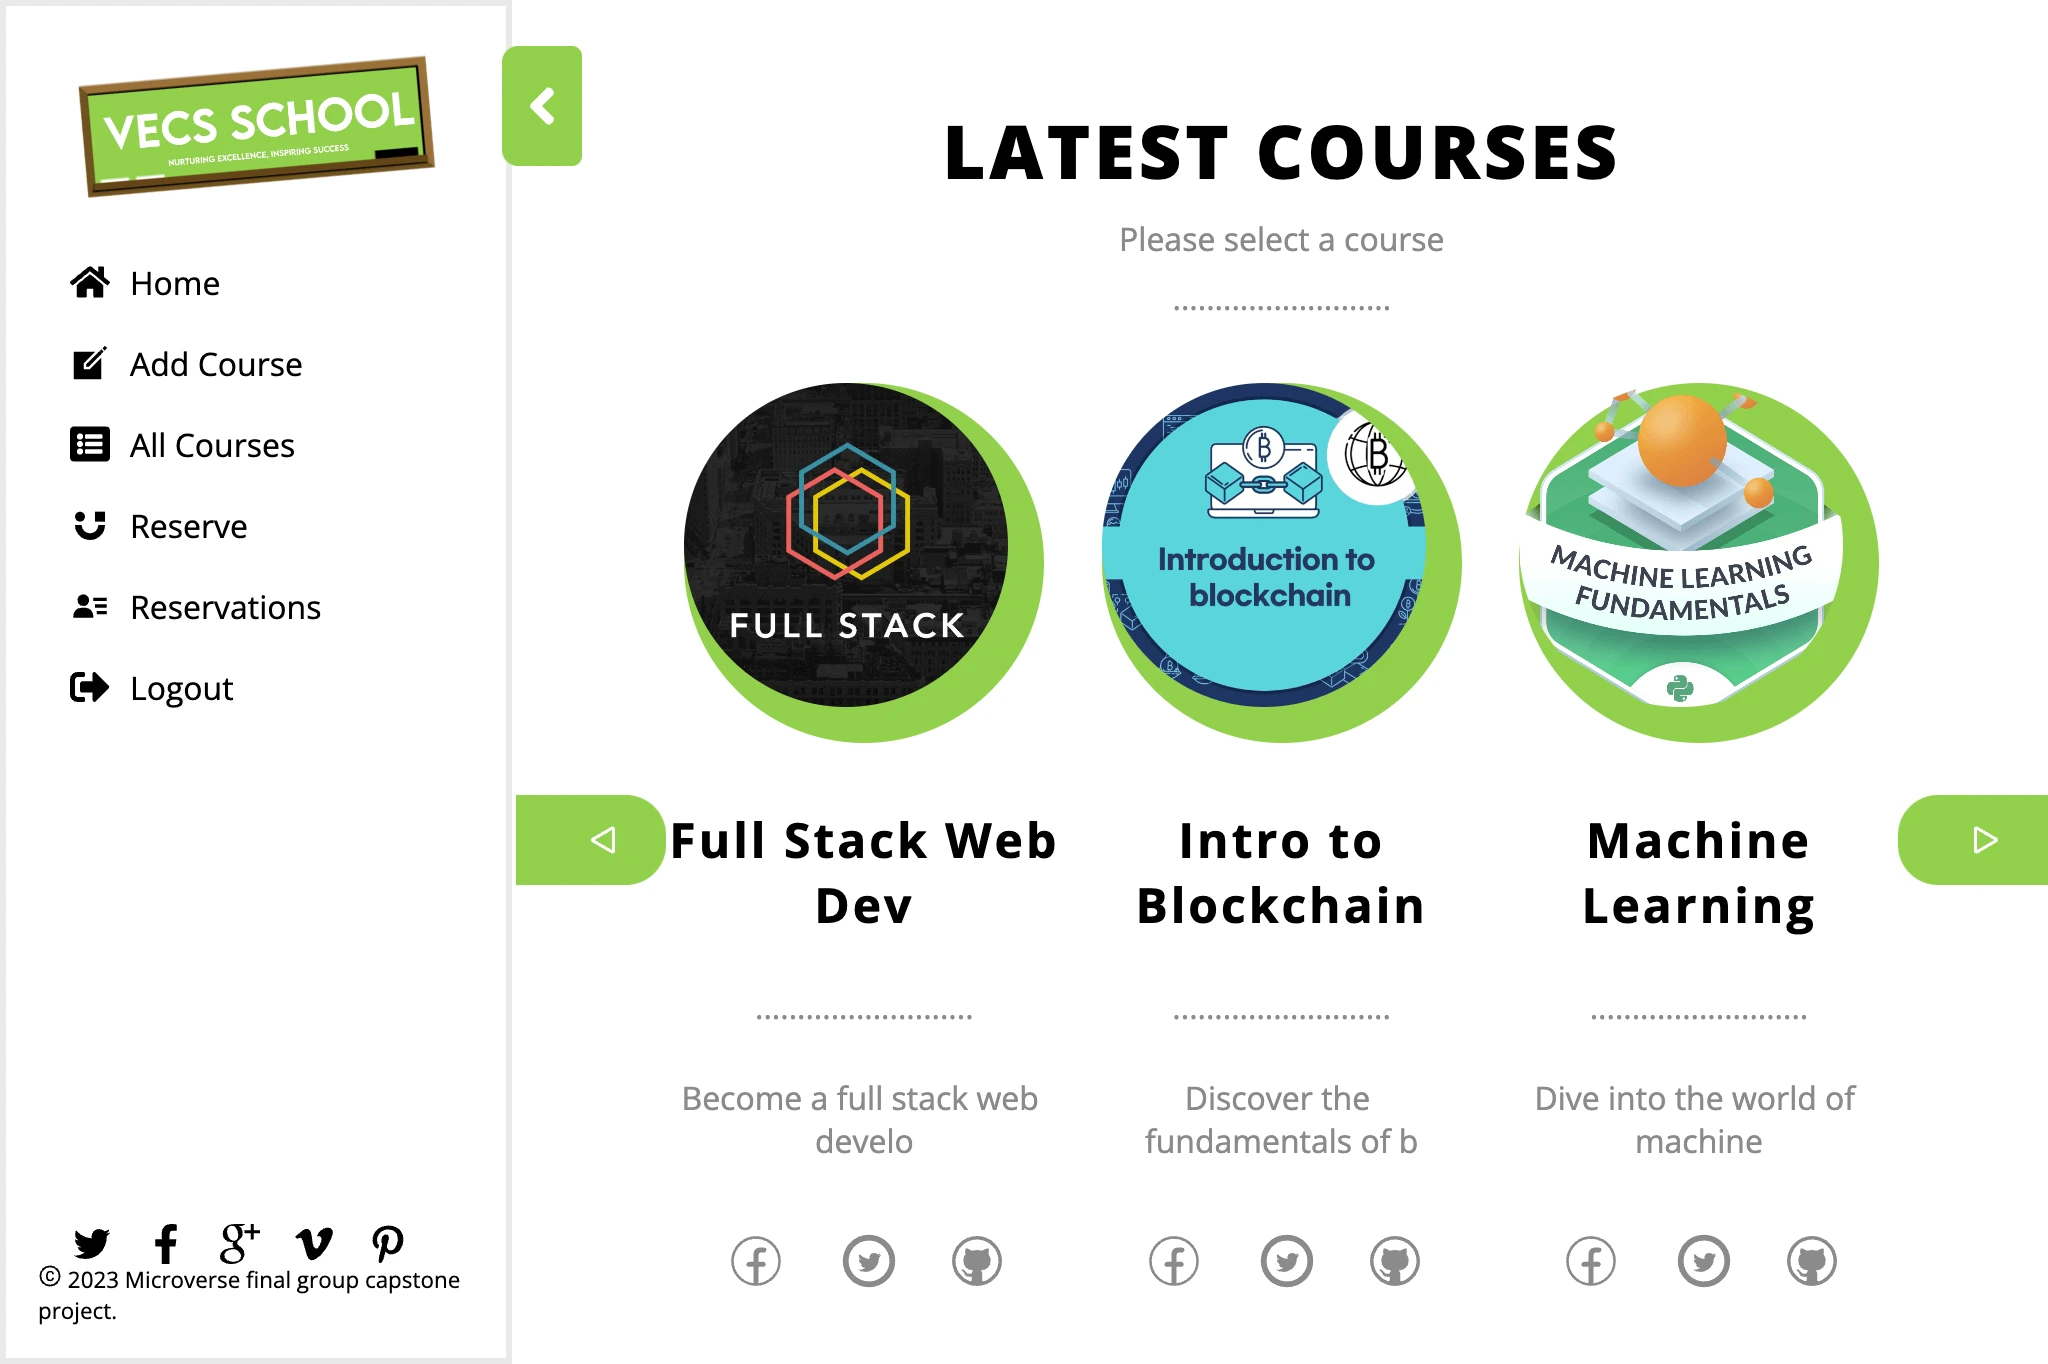 VECS SCHOOL
NURTURING EXCELLENCE, INSPIRING SUCCESS
Home
Add Course
All Courses
Reserve
Reservations
Logout
© 2023 Microverse final group capstone
project.
LATEST COURSES
Please select a course
FULL STACK
Full Stack Web
Dev
Become a full stack web
develo
Introduction to
blockchain
Intro to
Blockchain
Discover the
fundamentals of b
MACHINE LEARNING
FUNDAMENTALS
Machine
Learning
Dive into the world of
machine